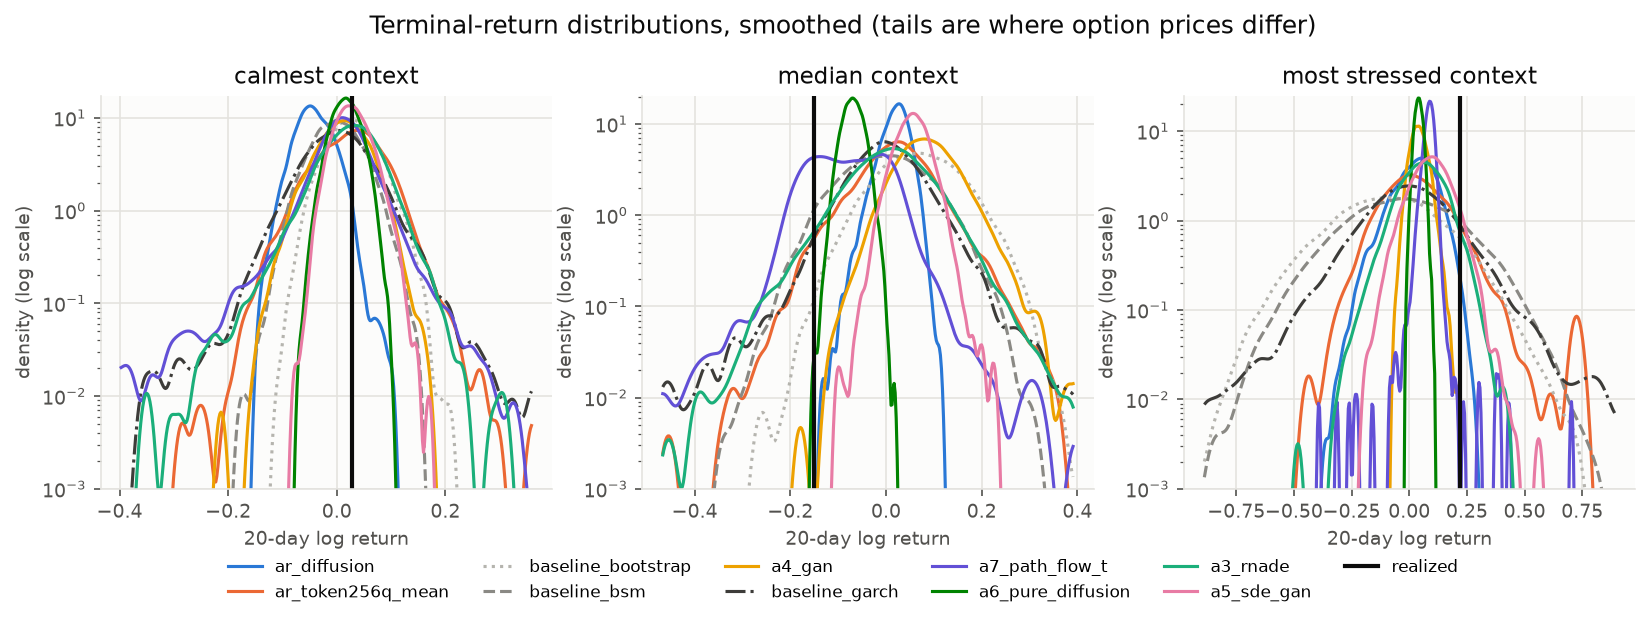 Terminal-return distributions, smoothed (tails are where option prices differ)
calmest context
median context
most stressed context
density (log scale)
10¹
10⁰
10⁻¹
10⁻²
10⁻³
−0.4 −0.2 0.0 0.2
20-day log return
density (log scale)
10¹
10⁰
10⁻¹
10⁻²
10⁻³
−0.4 −0.2 0.0 0.2 0.4
20-day log return
density (log scale)
10¹
10⁰
10⁻¹
10⁻²
10⁻³
−0.75 −0.50 −0.25 0.00 0.25 0.50 0.75
20-day log return
ar_diffusion baseline_bootstrap a4_gan a7_path_flow_t a3_rnade realized
ar_token256q_mean baseline_bsm baseline_garch a6_pure_diffusion a5_sde_gan